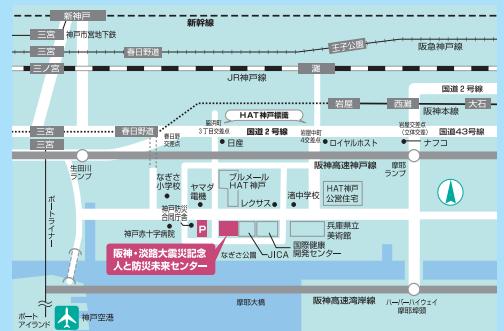 新神戸
新幹線
三宮
神戸市営地下鉄
三宮
春日野道
王子公園
阪急神戸線
三ノ宮
灘
JR神戸線
国道2号線
岩屋
西灘
大石
阪神本線
HAT神戸標識
脇浜町
3丁目交差点
三宮
春日野道
春日野
交差点
国道2号線
岩屋中町
4交差点
岩屋交差点
(立体交差)
国道43号線
日産
ロイヤルホスト
ナフコ
生田川
ランプ
阪神高速神戸線
摩耶
ランプ
なぎさ
小学校
ヤマダ
電機
ブルメール
HAT神戸
渚中学校
HAT神戸
公営住宅
レクサス
神戸防災
合同庁舎
神戸赤十字病院
P
兵庫県立
美術館
国際健康
開発センター
JICA
なぎさ公園
阪神・淡路大震災記念
人と防災未来センター
ポートライナー
摩耶大橋
阪神高速湾岸線
ハーバーハイウェイ
摩耶埠頭
ポート
アイランド
神戸空港